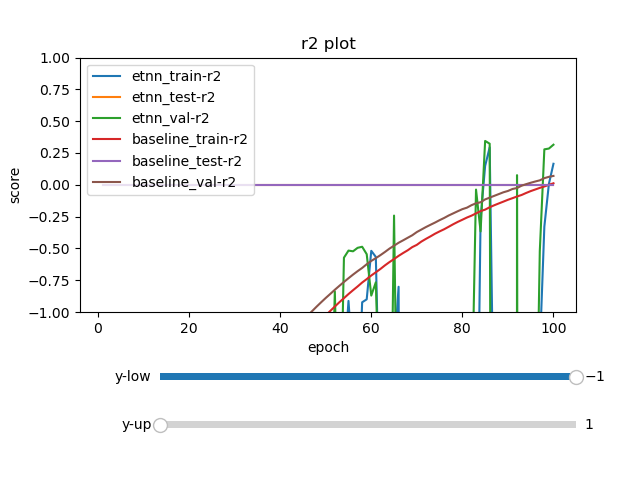 r2 plot
1.00
0.75
0.50
0.25
0.00
−0.25
−0.50
−0.75
−1.00
score
etnn_train-r2
etnn_test-r2
etnn_val-r2
baseline_train-r2
baseline_test-r2
baseline_val-r2
0 20 40 60 80 100
epoch
y-low −1
y-up 1